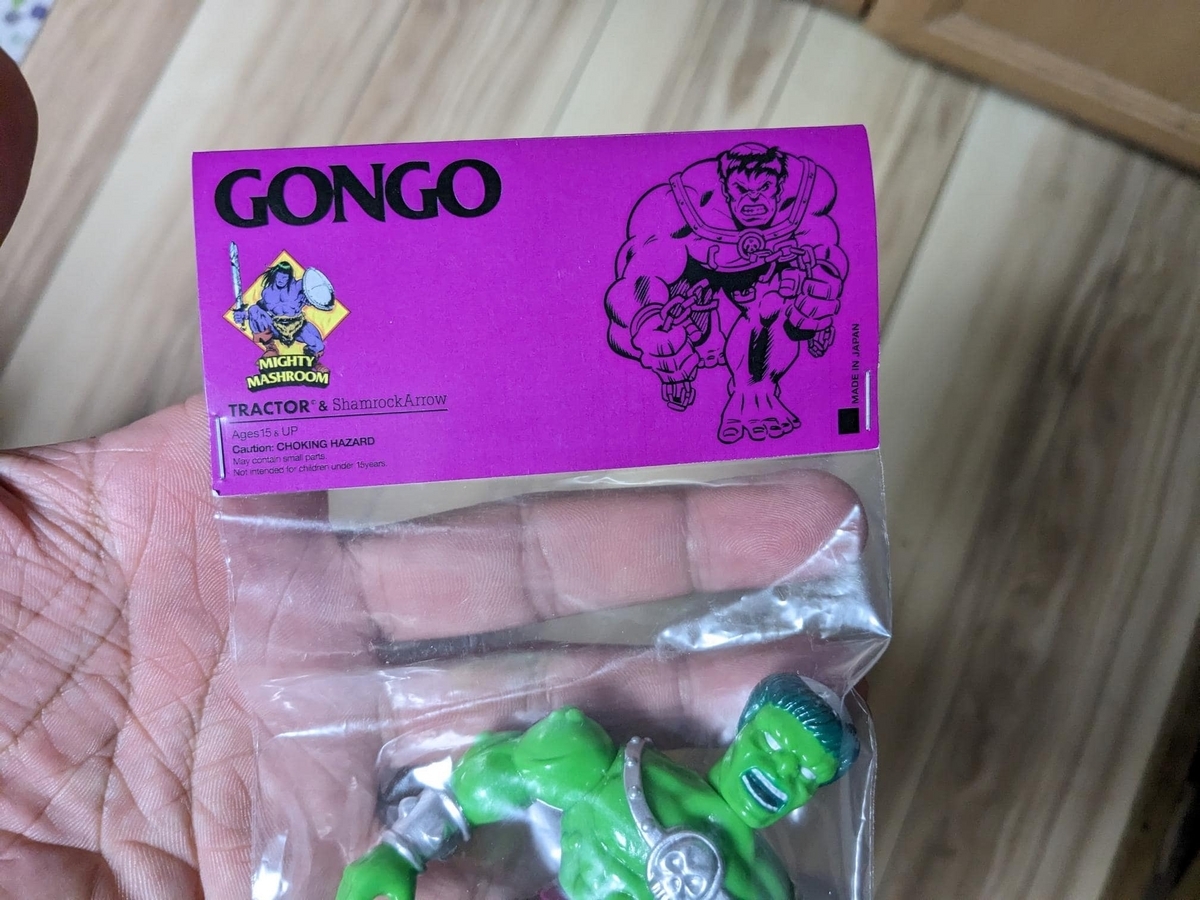 GONGO
MIGHTY
MASHROOM
TRACTOR© & ShamrockArrow
Ages15 & UP
Caution: CHOKING HAZARD
May contain small parts.
Not intended for children under 15years.
MADE IN JAPAN